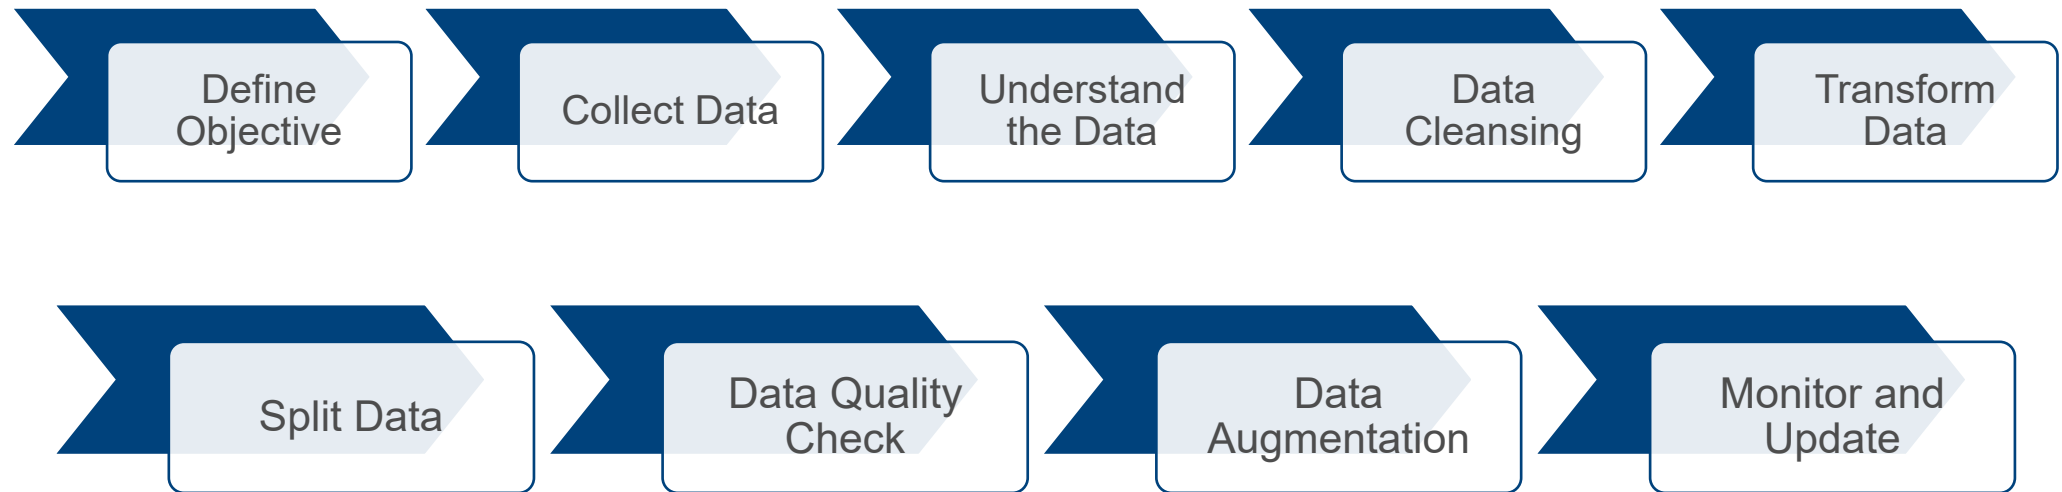 Define
Objective
Collect Data
Understand
the Data
Data
Cleansing
Transform
Data
Split Data
Data Quality
Check
Data
Augmentation
Monitor and
Update